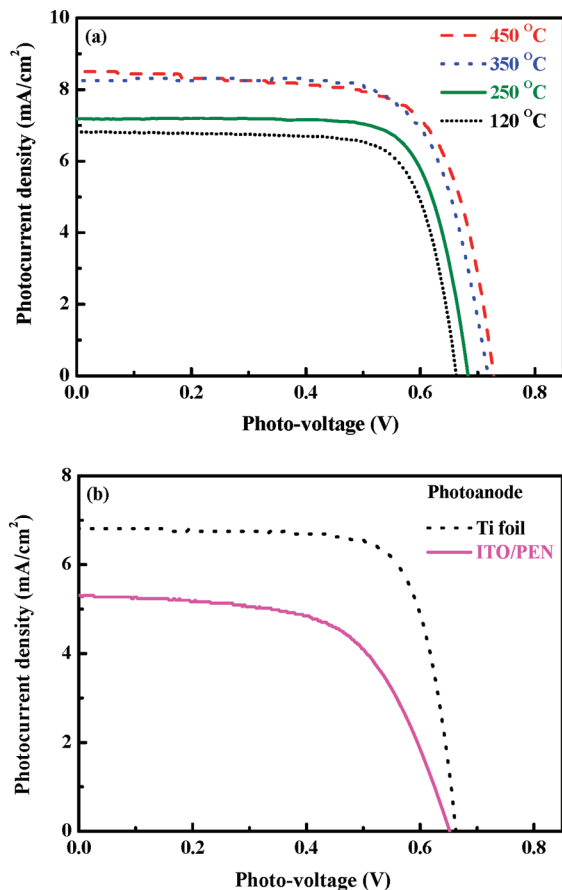 (a)
450 °C
350 °C
250 °C
120 °C
10
8
6
4
2
0
Photocurrent density (mA/cm²)
0.0 0.2 0.4 0.6 0.8
Photo-voltage (V)
(b)
Photoanode
Ti foil
ITO/PEN
8
6
4
2
0
Photocurrent density (mA/cm²)
0.0 0.2 0.4 0.6 0.8
Photo-voltage (V)